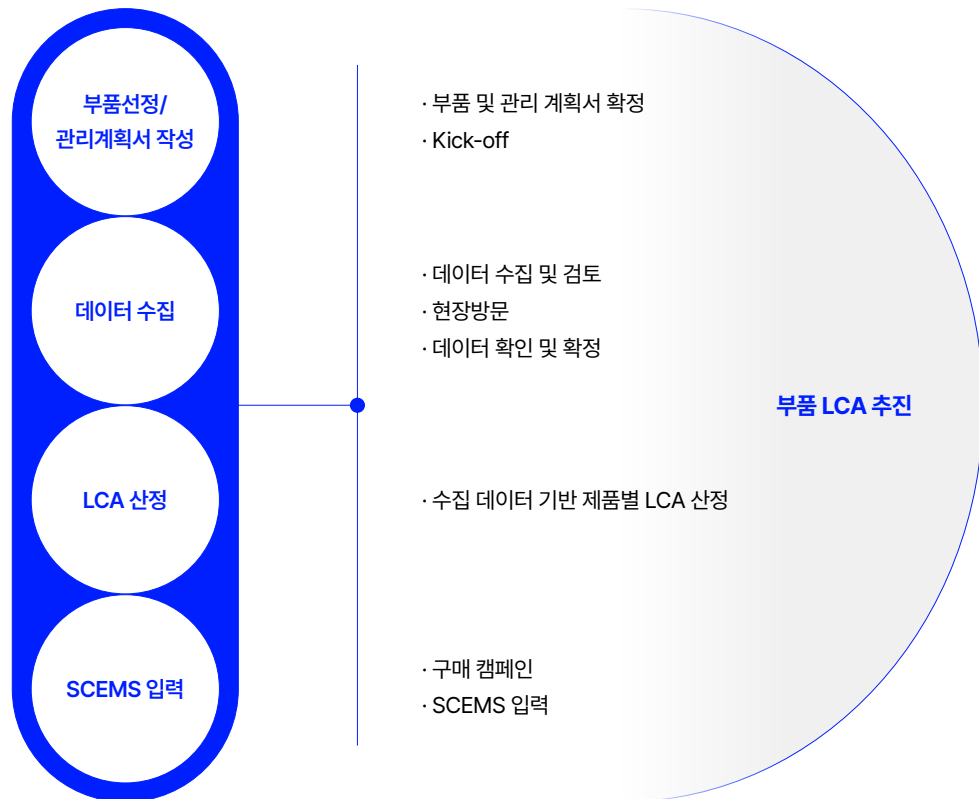 부품선정/
관리계획서 작성
· 부품 및 관리 계획서 확정
· Kick-off
데이터 수집
· 데이터 수집 및 검토
· 현장방문
· 데이터 확인 및 확정
부품 LCA 추진
LCA 산정
· 수집 데이터 기반 제품별 LCA 산정
SCEMS 입력
· 구매 캠페인
· SCEMS 입력